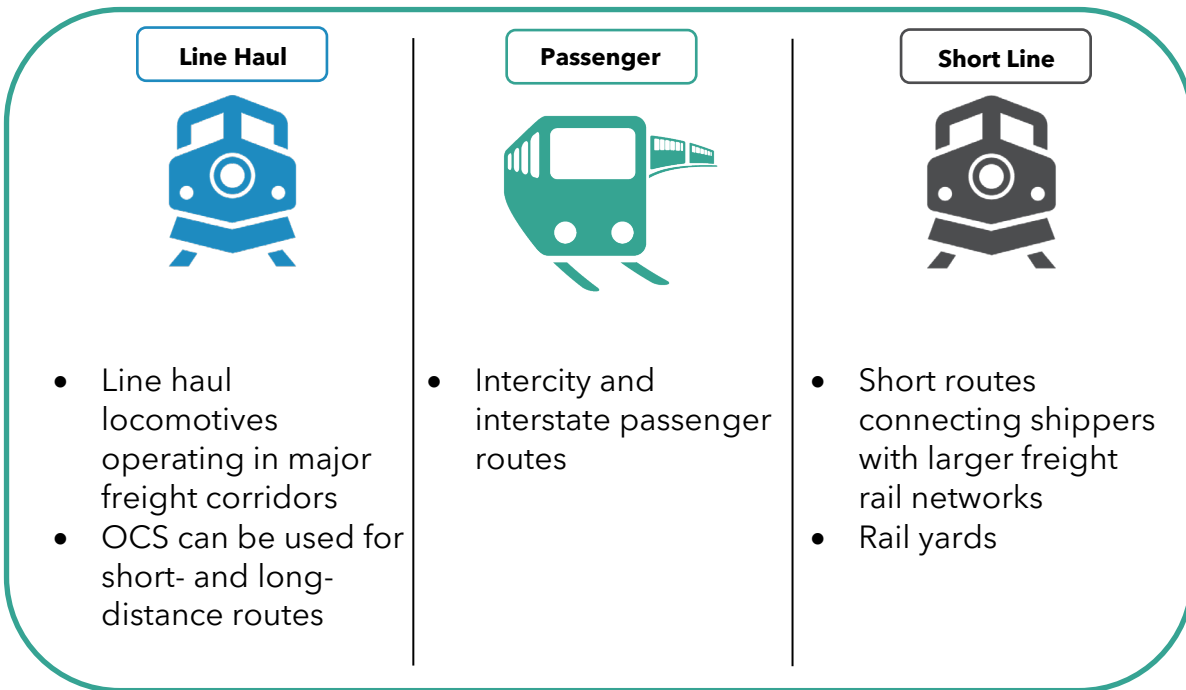 Line Haul
• Line haul
locomotives
operating in major
freight corridors
• OCS can be used for
short- and long-
distance routes
Passenger
• Intercity and
interstate passenger
routes
Short Line
• Short routes
connecting shippers
with larger freight
rail networks
• Rail yards